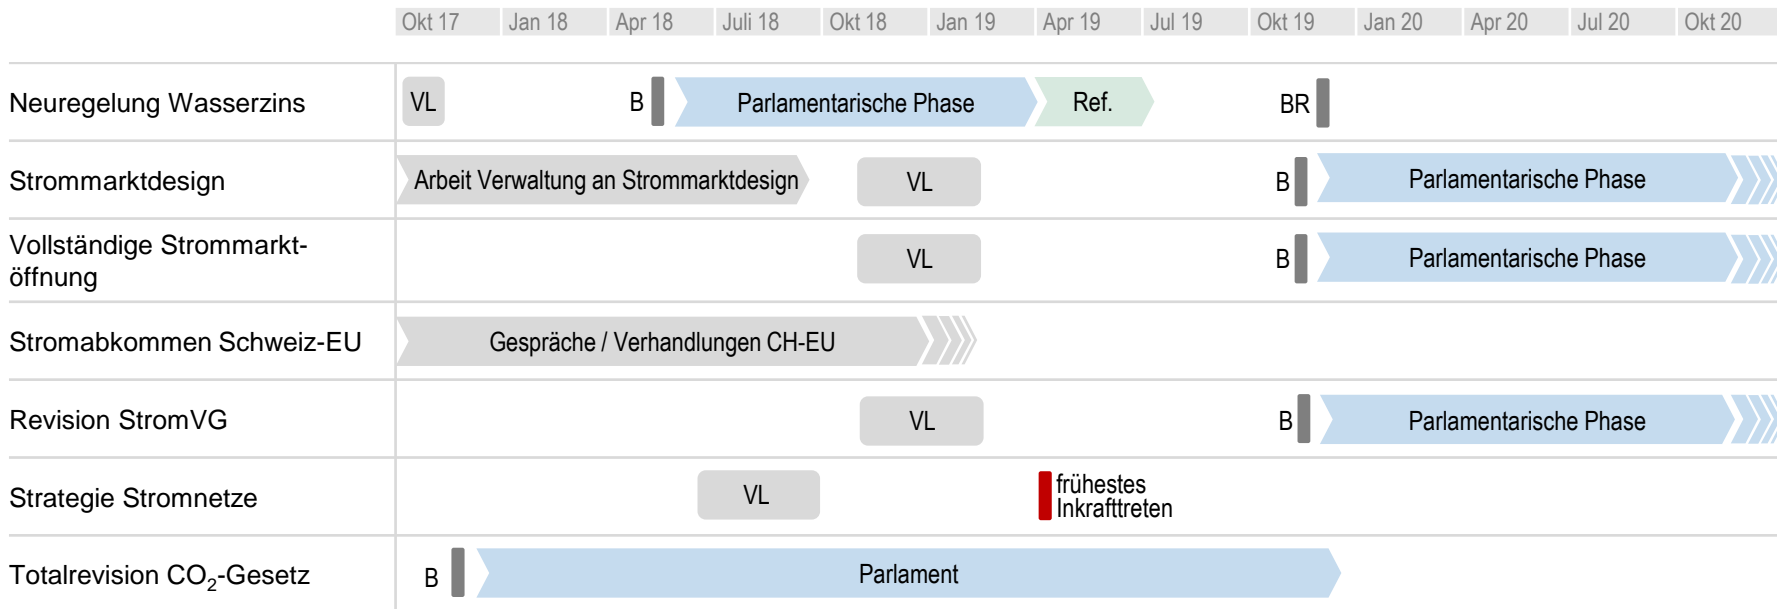 Okt 17 Jan 18 Apr 18 Juli 18 Okt 18 Jan 19 Apr 19 Jul 19 Okt 19 Jan 20 Apr 20 Jul 20 Okt 20
Neuregelung Wasserzins VL B Parlamentarische Phase Ref. BR
Strommarktdesign Arbeit Verwaltung an Strommarktdesign VL B Parlamentarische Phase
Vollständige Strommarkt-
öffnung
VL B Parlamentarische Phase
Stromabkommen Schweiz-EU Gespräche / Verhandlungen CH-EU
Revision StromVG VL B Parlamentarische Phase
Strategie Stromnetze VL frühestes
Inkrafttreten
Totalrevision CO₂-Gesetz B Parlament